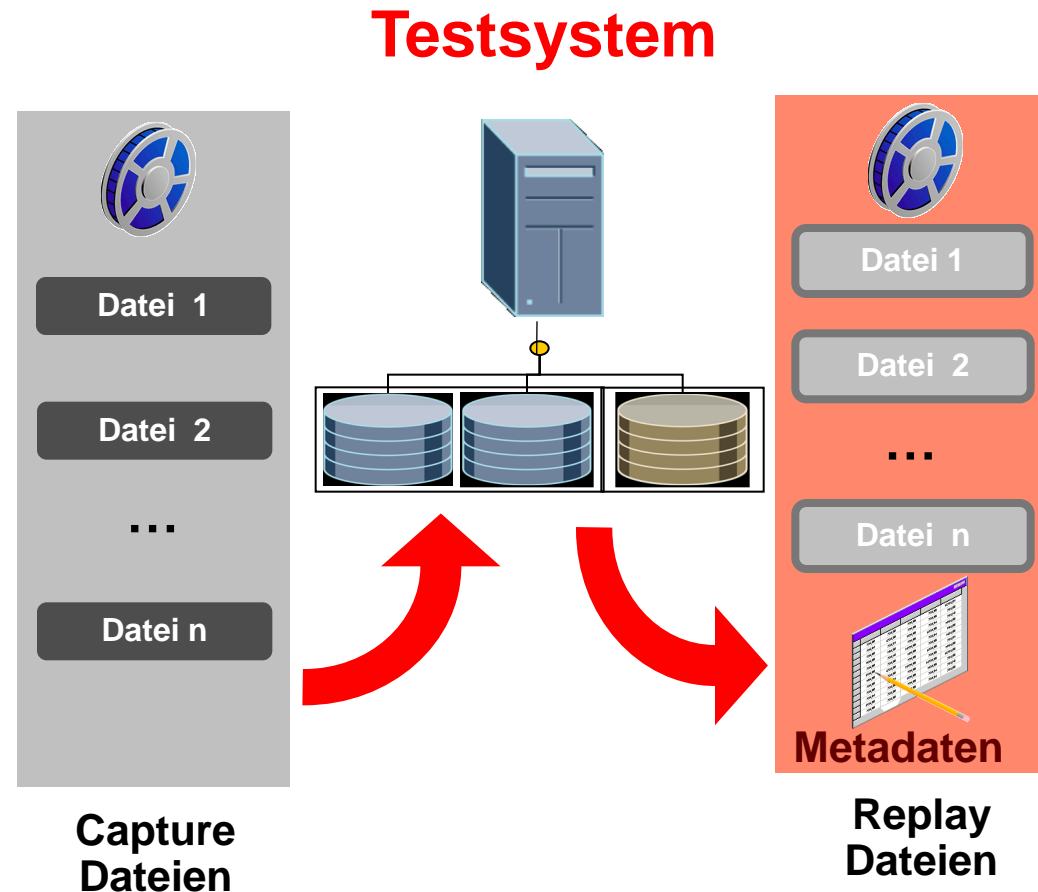 Testsystem
Datei 1
Datei 2
...
Datei n
Capture
Dateien
Datei 1
Datei 2
...
Datei n
Metadaten
Replay
Dateien